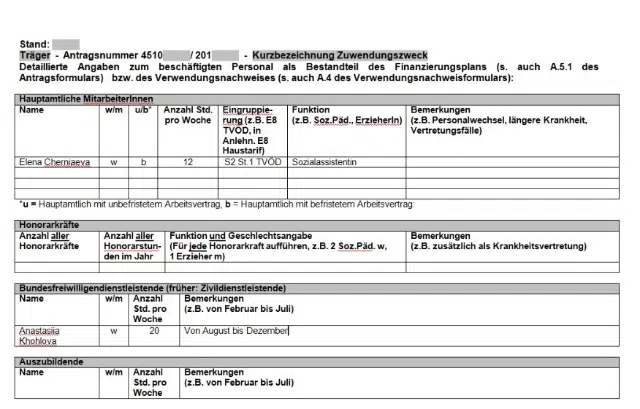 Stand:
Träger - Antragsnummer 4510 / 201 - Kurzbezeichnung Zuwendungszweck
Detaillierte Angaben zum beschäftigten Personal als Bestandteil des Finanzierungsplans (s. auch A.5.1 des
Antragsformulars) bzw. des Verwendungsnachweises (s. auch A.4 des Verwendungsnachweisformulars):
Hauptamtliche MitarbeiterInnen
Name w/m u/b* Anzahl Std. Eingruppie- Funktion Bemerkungen
pro Woche rung (z.B. E8 (z.B. Soz.Päd., ErzieherIn) (z.B. Personalwechsel, längere Krankheit,
TVÖD, in Vertretungsfälle)
Anlehn. E8
Haustarif)
Elena Cherniaeva w b 12 S2 St.1 TVÖD Sozialassistentin
*u = Hauptamtlich mit unbefristetem Arbeitsvertrag, b = Hauptamtlich mit befristetem Arbeitsvertrag:
Honorarkräfte
Anzahl aller Anzahl aller Funktion und Geschlechtsangabe Bemerkungen
Honorarkräfte Honorarstun- (Für jede Honorarkraft aufführen, z.B. 2 Soz.Päd. w, (z.B. zusätzlich als Krankheitsvertretung)
den im Jahr 1 Erzieher m)
Bundesfreiwilligendienstleistende (früher: Zivildienstleistende)
Name w/m Anzahl Bemerkungen
Std. pro (z.B. von Februar bis Juli)
Woche
Anastasiia w 20 Von August bis Dezember
Khohlova
Auszubildende
Name w/m Anzahl Bemerkungen
Std. pro (z.B. von Februar bis Juli)
Woche